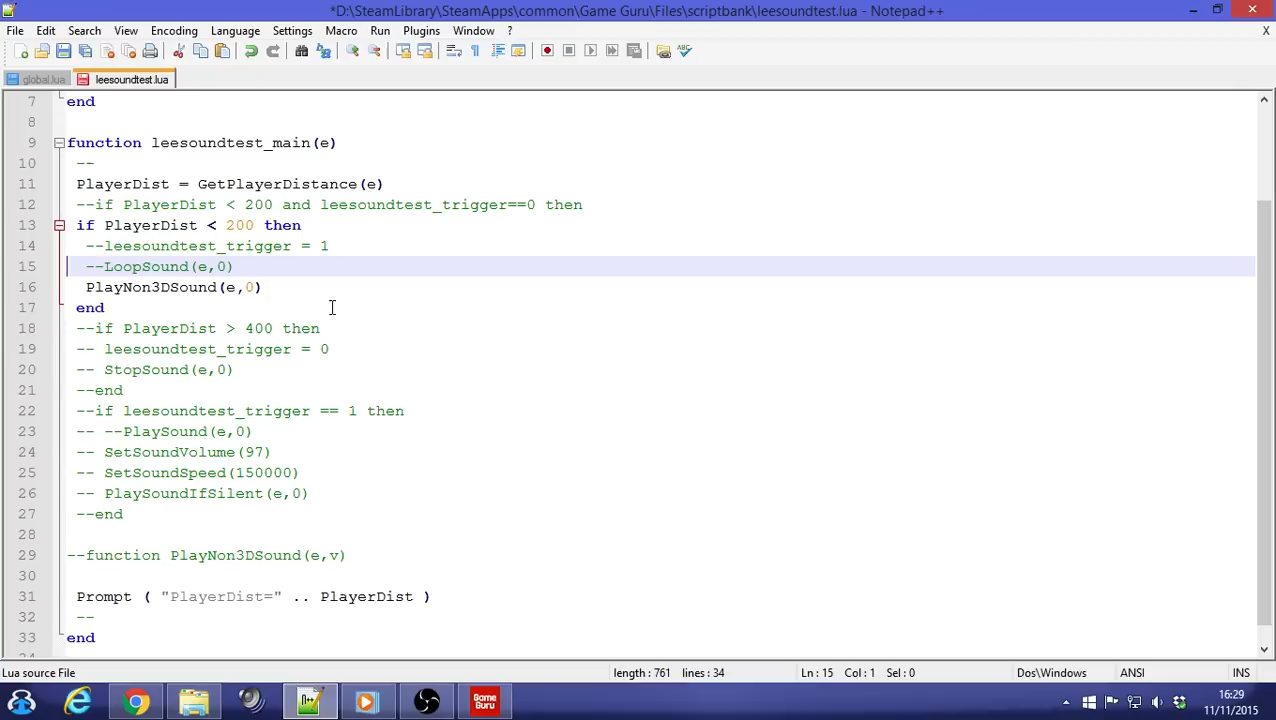 *D:\SteamLibrary\SteamApps\common\Game Guru\Files\scriptbank\leesoundtest.lua - Notepad++
File Edit Search View Encoding Language Settings Macro Run Plugins Window ? X
global.lua leesoundtest.lua
7 end
8
9 function leesoundtest_main(e)
10 --
11 PlayerDist = GetPlayerDistance(e)
12 --if PlayerDist < 200 and leesoundtest_trigger==0 then
13 if PlayerDist < 200 then
14 --leesoundtest_trigger = 1
15 --LoopSound(e,0)
16 PlayNon3DSound(e,0)
17 end
18 --if PlayerDist > 400 then
19 -- leesoundtest_trigger = 0
20 -- StopSound(e,0)
21 --end
22 --if leesoundtest_trigger == 1 then
23 -- --PlaySound(e,0)
24 -- SetSoundVolume(97)
25 -- SetSoundSpeed(150000)
26 -- PlaySoundIfSilent(e,0)
27 --end
28
29 --function PlayNon3DSound(e,v)
30
31 Prompt ( "PlayerDist=" .. PlayerDist )
32 --
33 end
Lua source File length : 761 lines : 34 Ln : 15 Col : 1 Sel : 0 Dos\Windows ANSI INS
GAME GURU
16:29
11/11/2015